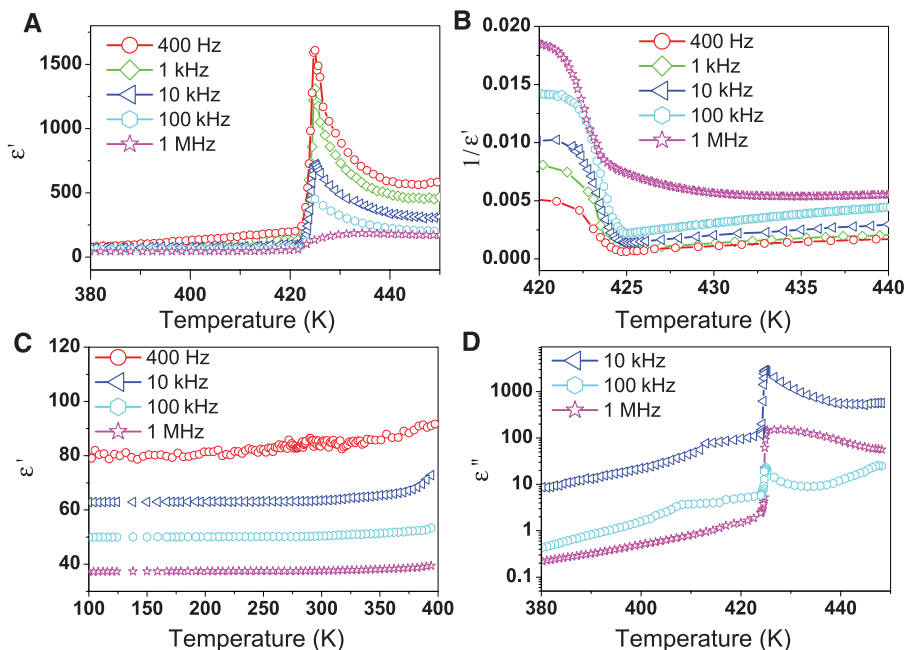 A
400 Hz
1 kHz
10 kHz
100 kHz
1 MHz
ε'
1500
1000
500
0
380 400 420 440
Temperature (K)
B
400 Hz
1 kHz
10 kHz
100 kHz
1 MHz
1/ε'
0.020
0.015
0.010
0.005
0.000
420 425 430 435 440
Temperature (K)
C
400 Hz
10 kHz
100 kHz
1 MHz
ε'
120
100
80
60
40
100 150 200 250 300 350 400
Temperature (K)
D
10 kHz
100 kHz
1 MHz
ε"
1000
100
10
1
0.1
380 400 420 440
Temperature (K)